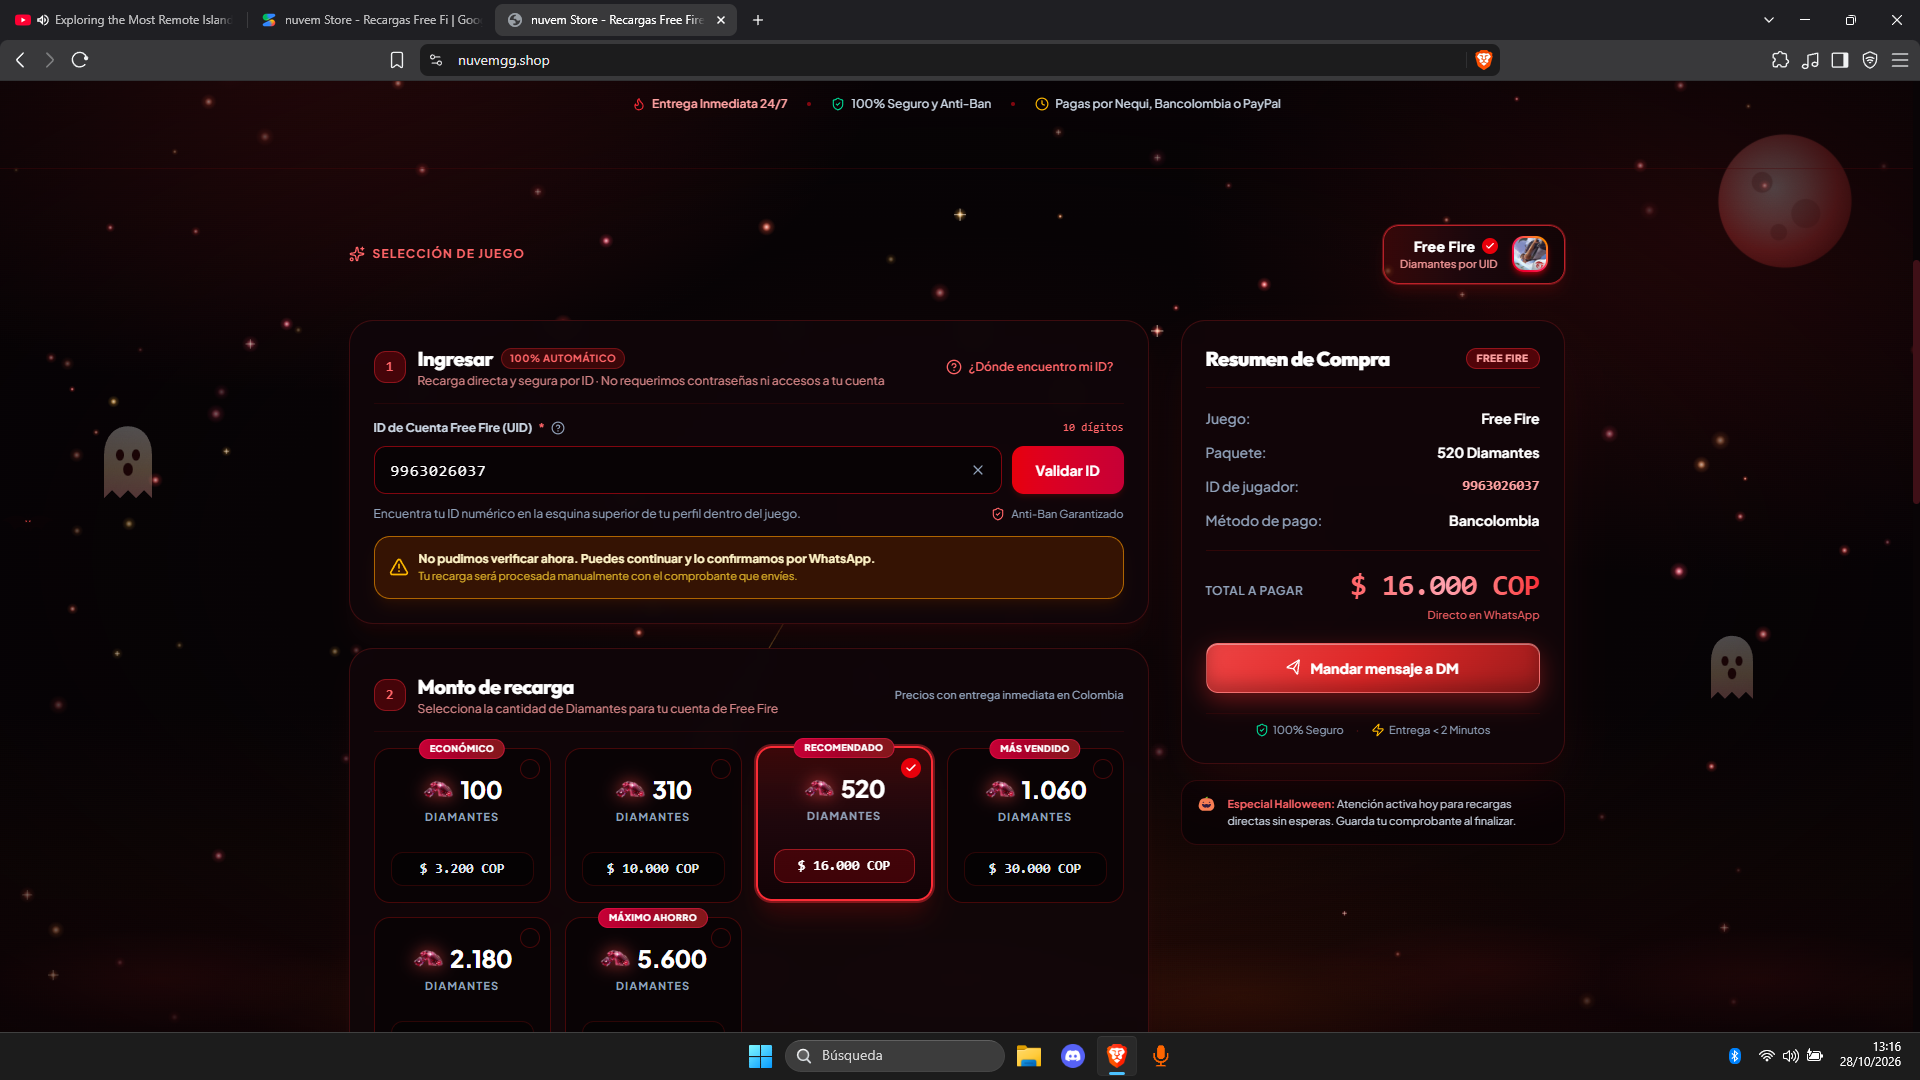 Exploring the Most Remote Island
nuvem Store - Recargas Free Fi | Goo
nuvem Store - Recargas Free Fire
nuvemgg.shop
Entrega Inmediata 24/7
100% Seguro y Anti-Ban
Pagas por Nequi, Bancolombia o PayPal
SELECCIÓN DE JUEGO
Free Fire
Diamantes por UID
1
Ingresar
100% AUTOMÁTICO
Recarga directa y segura por ID · No requerimos contraseñas ni accesos a tu cuenta
¿Dónde encuentro mi ID?
ID de Cuenta Free Fire (UID) *
10 dígitos
9963026037
Validar ID
Encuentra tu ID numérico en la esquina superior de tu perfil dentro del juego.
Anti-Ban Garantizado
No pudimos verificar ahora. Puedes continuar y lo confirmamos por WhatsApp.
Tu recarga será procesada manualmente con el comprobante que envíes.
2
Monto de recarga
Selecciona la cantidad de Diamantes para tu cuenta de Free Fire
Precios con entrega inmediata en Colombia
ECONÓMICO
100
DIAMANTES
$ 3.200 COP
310
DIAMANTES
$ 10.000 COP
RECOMENDADO
520
DIAMANTES
$ 16.000 COP
MÁS VENDIDO
1.060
DIAMANTES
$ 30.000 COP
2.180
DIAMANTES
MÁXIMO AHORRO
5.600
DIAMANTES
Resumen de Compra
FREE FIRE
Juego:
Free Fire
Paquete:
520 Diamantes
ID de jugador:
9963026037
Método de pago:
Bancolombia
TOTAL A PAGAR
$ 16.000 COP
Directo en WhatsApp
Mandar mensaje a DM
100% Seguro
Entrega < 2 Minutos
Especial Halloween: Atención activa hoy para recargas
directas sin esperas. Guarda tu comprobante al finalizar.
Búsqueda
13:16
28/10/2026